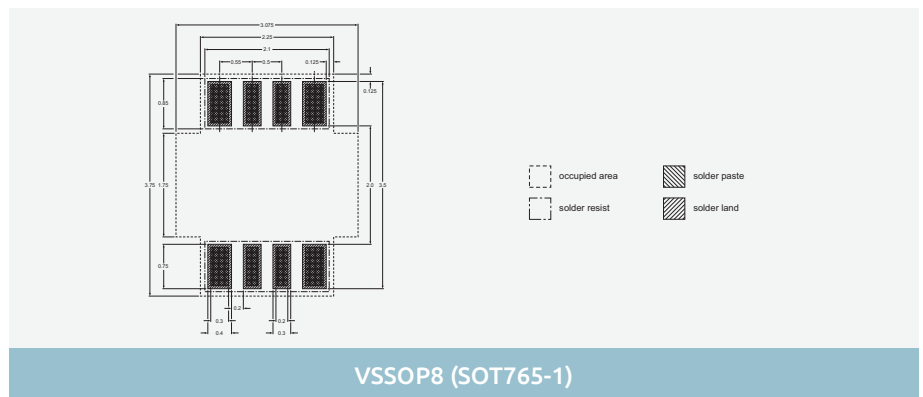 3.075
2.25
2.1
0.55 0.5 0.125
0.125
0.85
3.75 1.75 2.0 3.5
0.75
0.2
0.3 0.2
0.4 0.3
occupied area
solder paste
solder resist
solder land
VSSOP8 (SOT765-1)